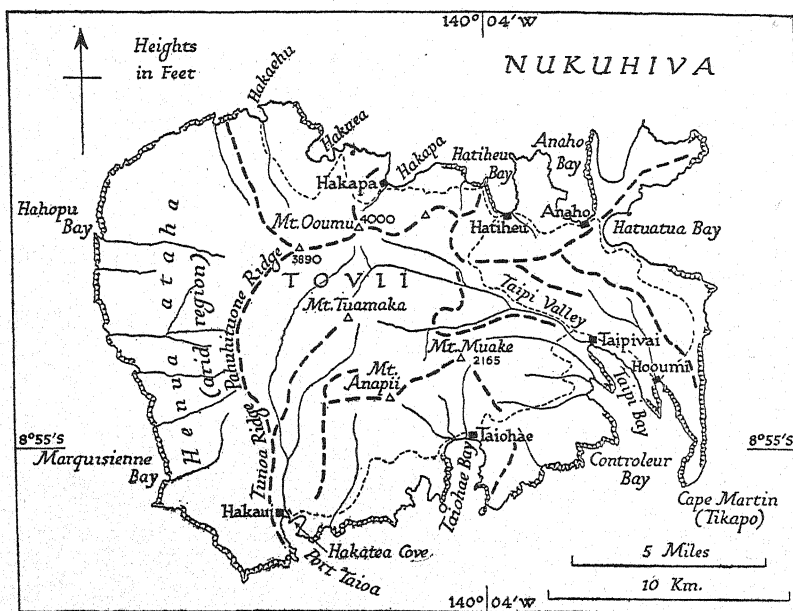 140° 04' W
Heights
in Feet
NUKUHIVA
Hakaehu
Haknea
Hakapa
Hatiheu
Bay
Anaho
Bay
Hakapa
Hahopu
Bay
Mt. Ooumu
4000
Hatiheu
Anaho
Hatuatua Bay
3890
Henua ataha
(arid region)
Pahuhituone Ridge
TOVII
Mt. Tuamaka
Taipi Valley
Taipivai
Mt. Muake
2165
Mt.
Anapii
Hooumi
Taipi Bay
8° 55's
8° 55's
Marquisienne
Bay
Tunoa Ridge
Taiohae
Controleur
Bay
Taiohae Bay
Cape Martin
(Tikapo)
Hakaui
Hakatea Cove
Port Taioa
5 Miles
10 Km.
140° 04' W